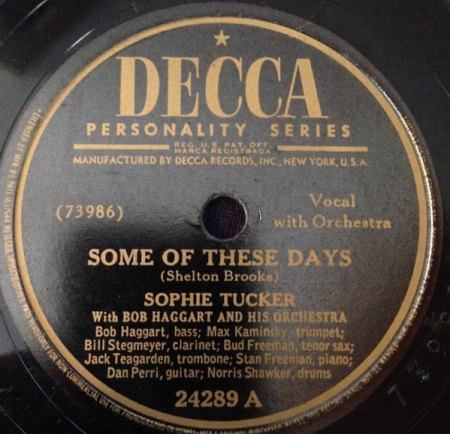 DECCA
PERSONALITY SERIES
REG. U.S. PAT. OFF.
MARCA REGISTRADA
MANUFACTURED BY DECCA RECORDS, INC., NEW YORK, U.S.A.
(73986)
Vocal
with Orchestra
SOME OF THESE DAYS
(Shelton Brooks)
SOPHIE TUCKER
With BOB HAGGART AND HIS ORCHESTRA
Bob Haggart, bass; Max Kaminsky, trumpet;
Bill Stegmeyer, clarinet; Bud Freeman, tenor sax;
Jack Teagarden, trombone; Stan Freeman, piano;
Dan Perri, guitar; Norris Shawker, drums
24289 A